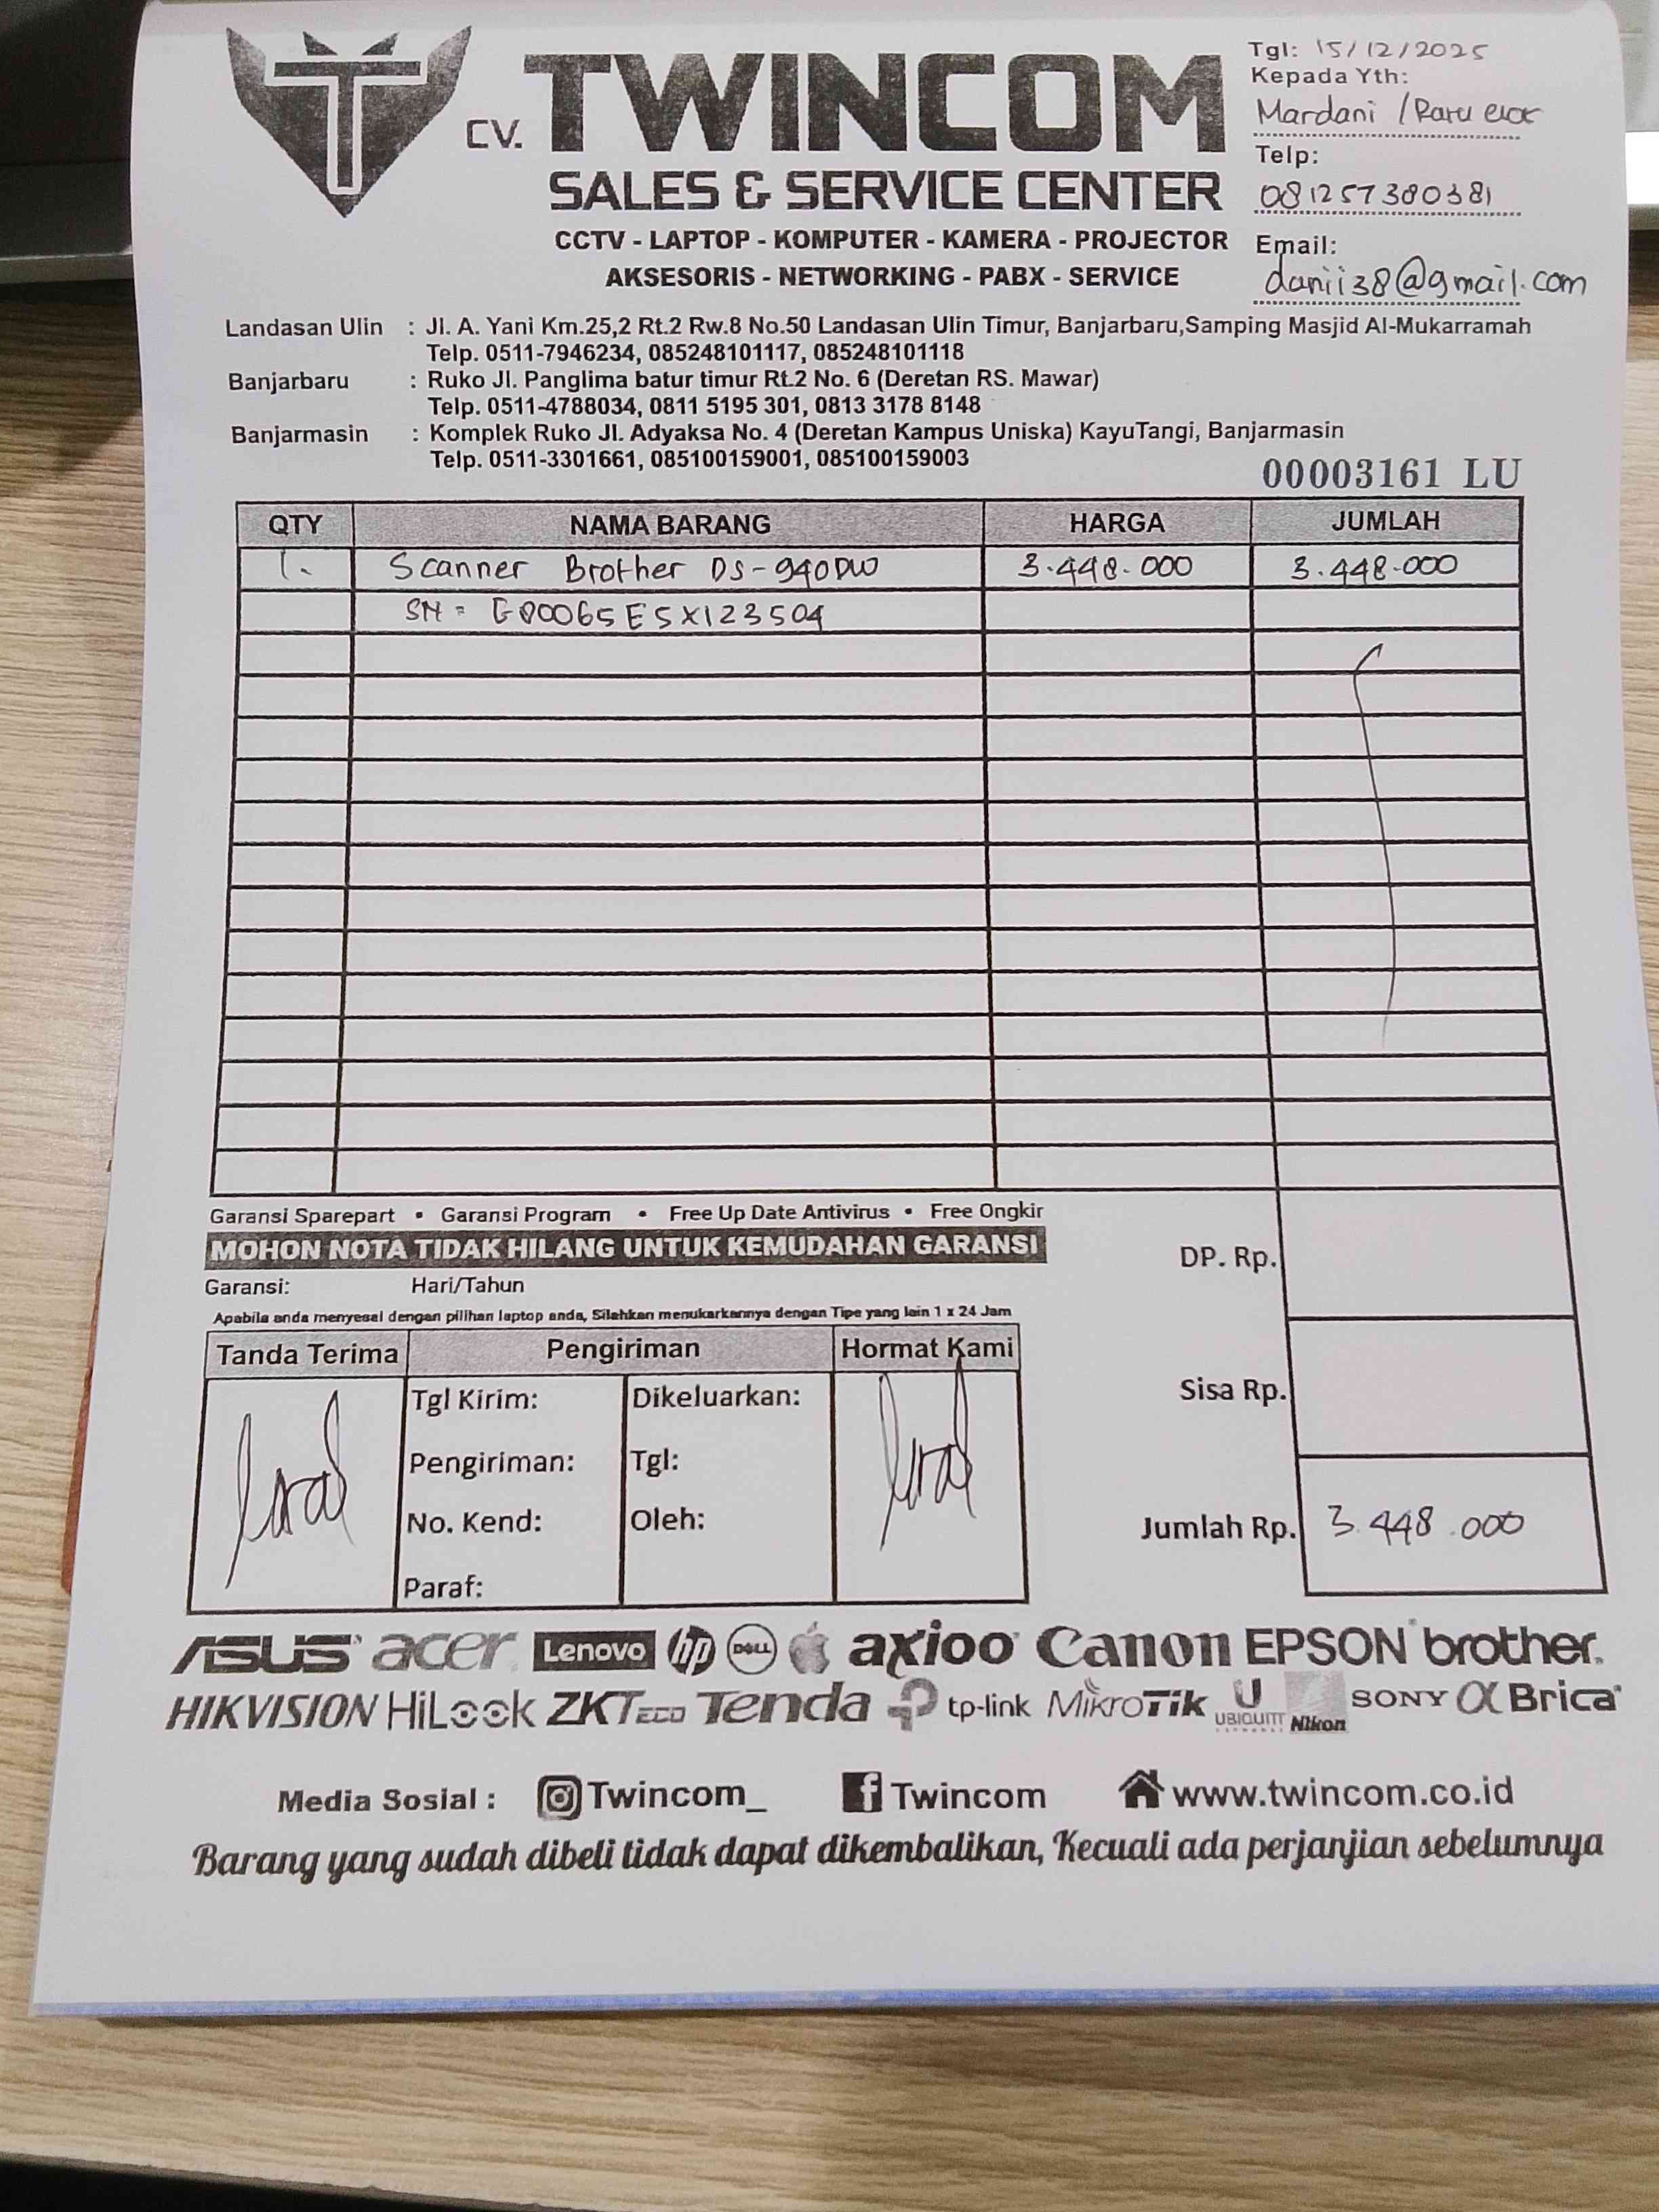 CV. TWINCOM
SALES & SERVICE CENTER
CCTV - LAPTOP - KOMPUTER - KAMERA - PROJECTOR
AKSESORIS - NETWORKING - PABX - SERVICE
Tgl: 15/12/2025
Kepada Yth:
Mardani /
Telp:
081257380381
Email:
danii38@gmail.com
Landasan Ulin : Jl. A. Yani Km.25,2 Rt.2 Rw.8 No.50 Landasan Ulin Timur, Banjarbaru,Samping Masjid Al-Mukarramah
Telp. 0511-7946234, 085248101117, 085248101118
Banjarbaru : Ruko Jl. Panglima batur timur Rt.2 No. 6 (Deretan RS. Mawar)
Telp. 0511-4788034, 0811 5195 301, 0813 3178 8148
Banjarmasin : Komplek Ruko Jl. Adyaksa No. 4 (Deretan Kampus Uniska) KayuTangi, Banjarmasin
Telp. 0511-3301661, 085100159001, 085100159003
00003161 LU
QTY NAMA BARANG HARGA JUMLAH
1. Scanner Brother DS-940DW 3.448.000 3.448.000
SN =
Garansi Sparepart • Garansi Program • Free Up Date Antivirus • Free Ongkir
MOHON NOTA TIDAK HILANG UNTUK KEMUDAHAN GARANSI
Garansi: Hari/Tahun
Apabila anda menyesal dengan pilihan laptop anda, Silahkan menukarkannya dengan Tipe yang lain 1 x 24 Jam
DP. Rp.
Sisa Rp.
Jumlah Rp. 3.448.000
Tanda Terima Pengiriman Hormat Kami
Tgl Kirim: Dikeluarkan:
Pengiriman: Tgl:
No. Kend: Oleh:
Paraf:
ASUS acer Lenovo hp DELL axioo Canon EPSON brother.
HIKVISION HiLook ZKTeco Tenda tp-link MikroTik U UBIQUITI NETWORKS Nikon SONY α Brica
Media Sosial : Twincom_ Twincom www.twincom.co.id
Barang yang sudah dibeli tidak dapat dikembalikan, Kecuali ada perjanjian sebelumnya